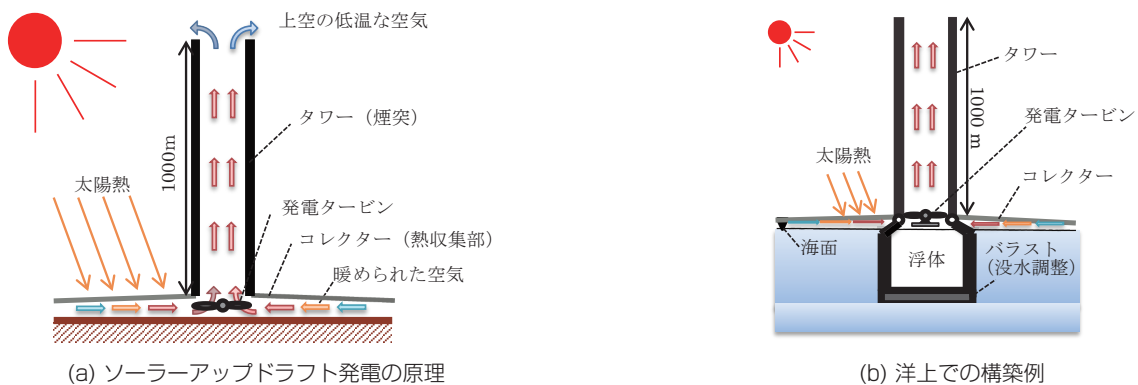 上空の低温な空気
タワー（煙突）
1000m
太陽熱
発電タービン
コレクター（熱収集部）
暖められた空気
(a) ソーラーアップドラフト発電の原理
タワー
1000 m
発電タービン
太陽熱
コレクター
海面
浮体
バラスト
（没水調整）
(b) 洋上での構築例